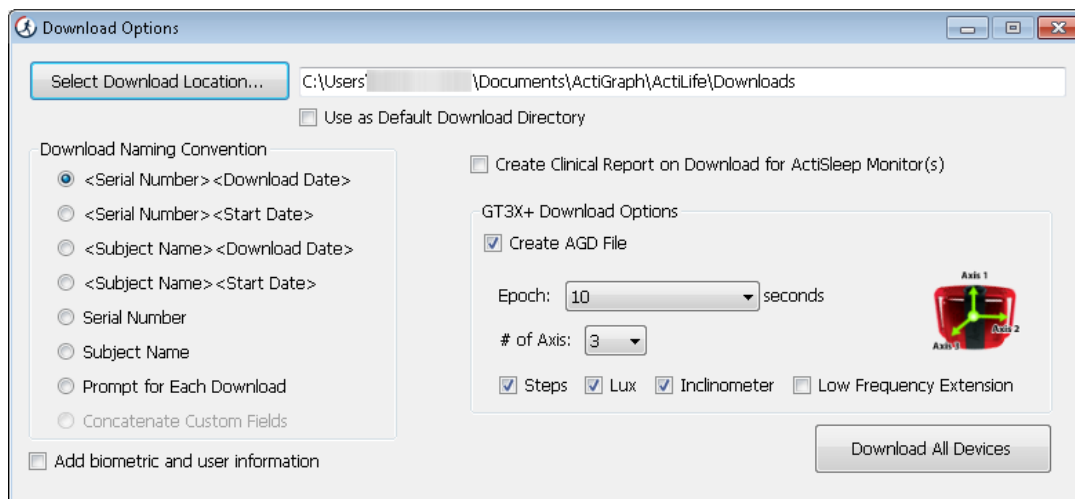 Download Options
Select Download Location...
C:\Users\ \Documents\ActiGraph\ActiLife\Downloads
Use as Default Download Directory
Download Naming Convention
<Serial Number><Download Date>
<Serial Number><Start Date>
<Subject Name><Download Date>
<Subject Name><Start Date>
Serial Number
Subject Name
Prompt for Each Download
Concatenate Custom Fields
Add biometric and user information
Create Clinical Report on Download for ActiSleep Monitor(s)
GT3X+ Download Options
Create AGD File
Epoch: 10 seconds
# of Axis: 3
Axis 1
Axis 2
Axis 3
Steps Lux Inclinometer Low Frequency Extension
Download All Devices